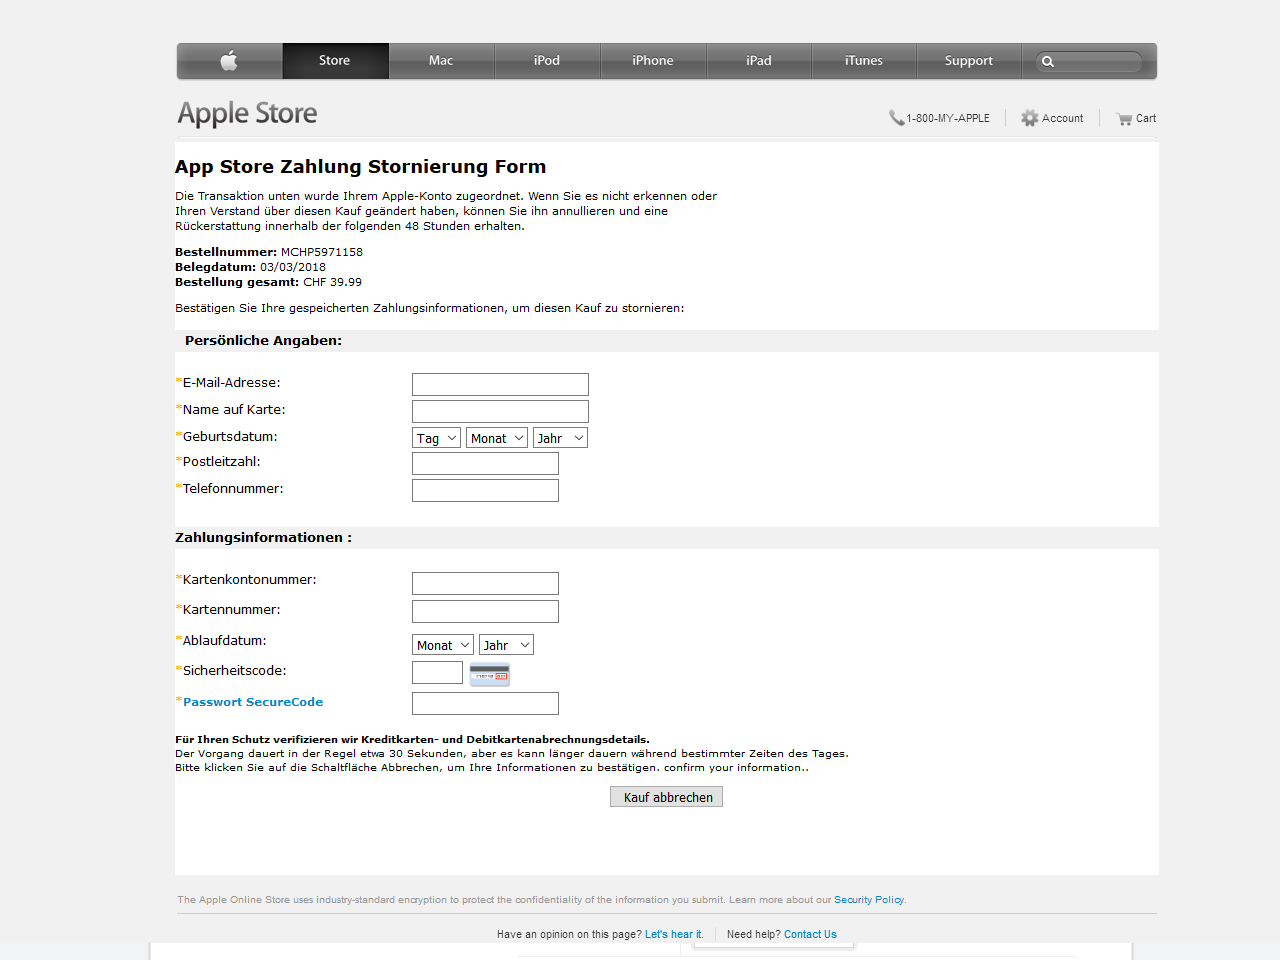 Store Mac iPod iPhone iPad iTunes Support
Apple Store
1-800-MY-APPLE Account Cart
App Store Zahlung Stornierung Form
Die Transaktion unten wurde Ihrem Apple-Konto zugeordnet. Wenn Sie es nicht erkennen oder
Ihren Verstand über diesen Kauf geändert haben, können Sie ihn annullieren und eine
Rückerstattung innerhalb der folgenden 48 Stunden erhalten.
Bestellnummer: MCHP5971158
Belegdatum: 03/03/2018
Bestellung gesamt: CHF 39.99
Bestätigen Sie Ihre gespeicherten Zahlungsinformationen, um diesen Kauf zu stornieren:
Persönliche Angaben:
*E-Mail-Adresse:
*Name auf Karte:
*Geburtsdatum: Tag Monat Jahr
*Postleitzahl:
*Telefonnummer:
Zahlungsinformationen :
*Kartenkontonummer:
*Kartennummer:
*Ablaufdatum: Monat Jahr
*Sicherheitscode:
*Passwort SecureCode
Für Ihren Schutz verifizieren wir Kreditkarten- und Debitkartenabrechnungsdetails.
Der Vorgang dauert in der Regel etwa 30 Sekunden, aber es kann länger dauern während bestimmter Zeiten des Tages.
Bitte klicken Sie auf die Schaltfläche Abbrechen, um Ihre Informationen zu bestätigen. confirm your information..
Kauf abbrechen
The Apple Online Store uses industry-standard encryption to protect the confidentiality of the information you submit. Learn more about our Security Policy.
Have an opinion on this page? Let's hear it. Need help? Contact Us